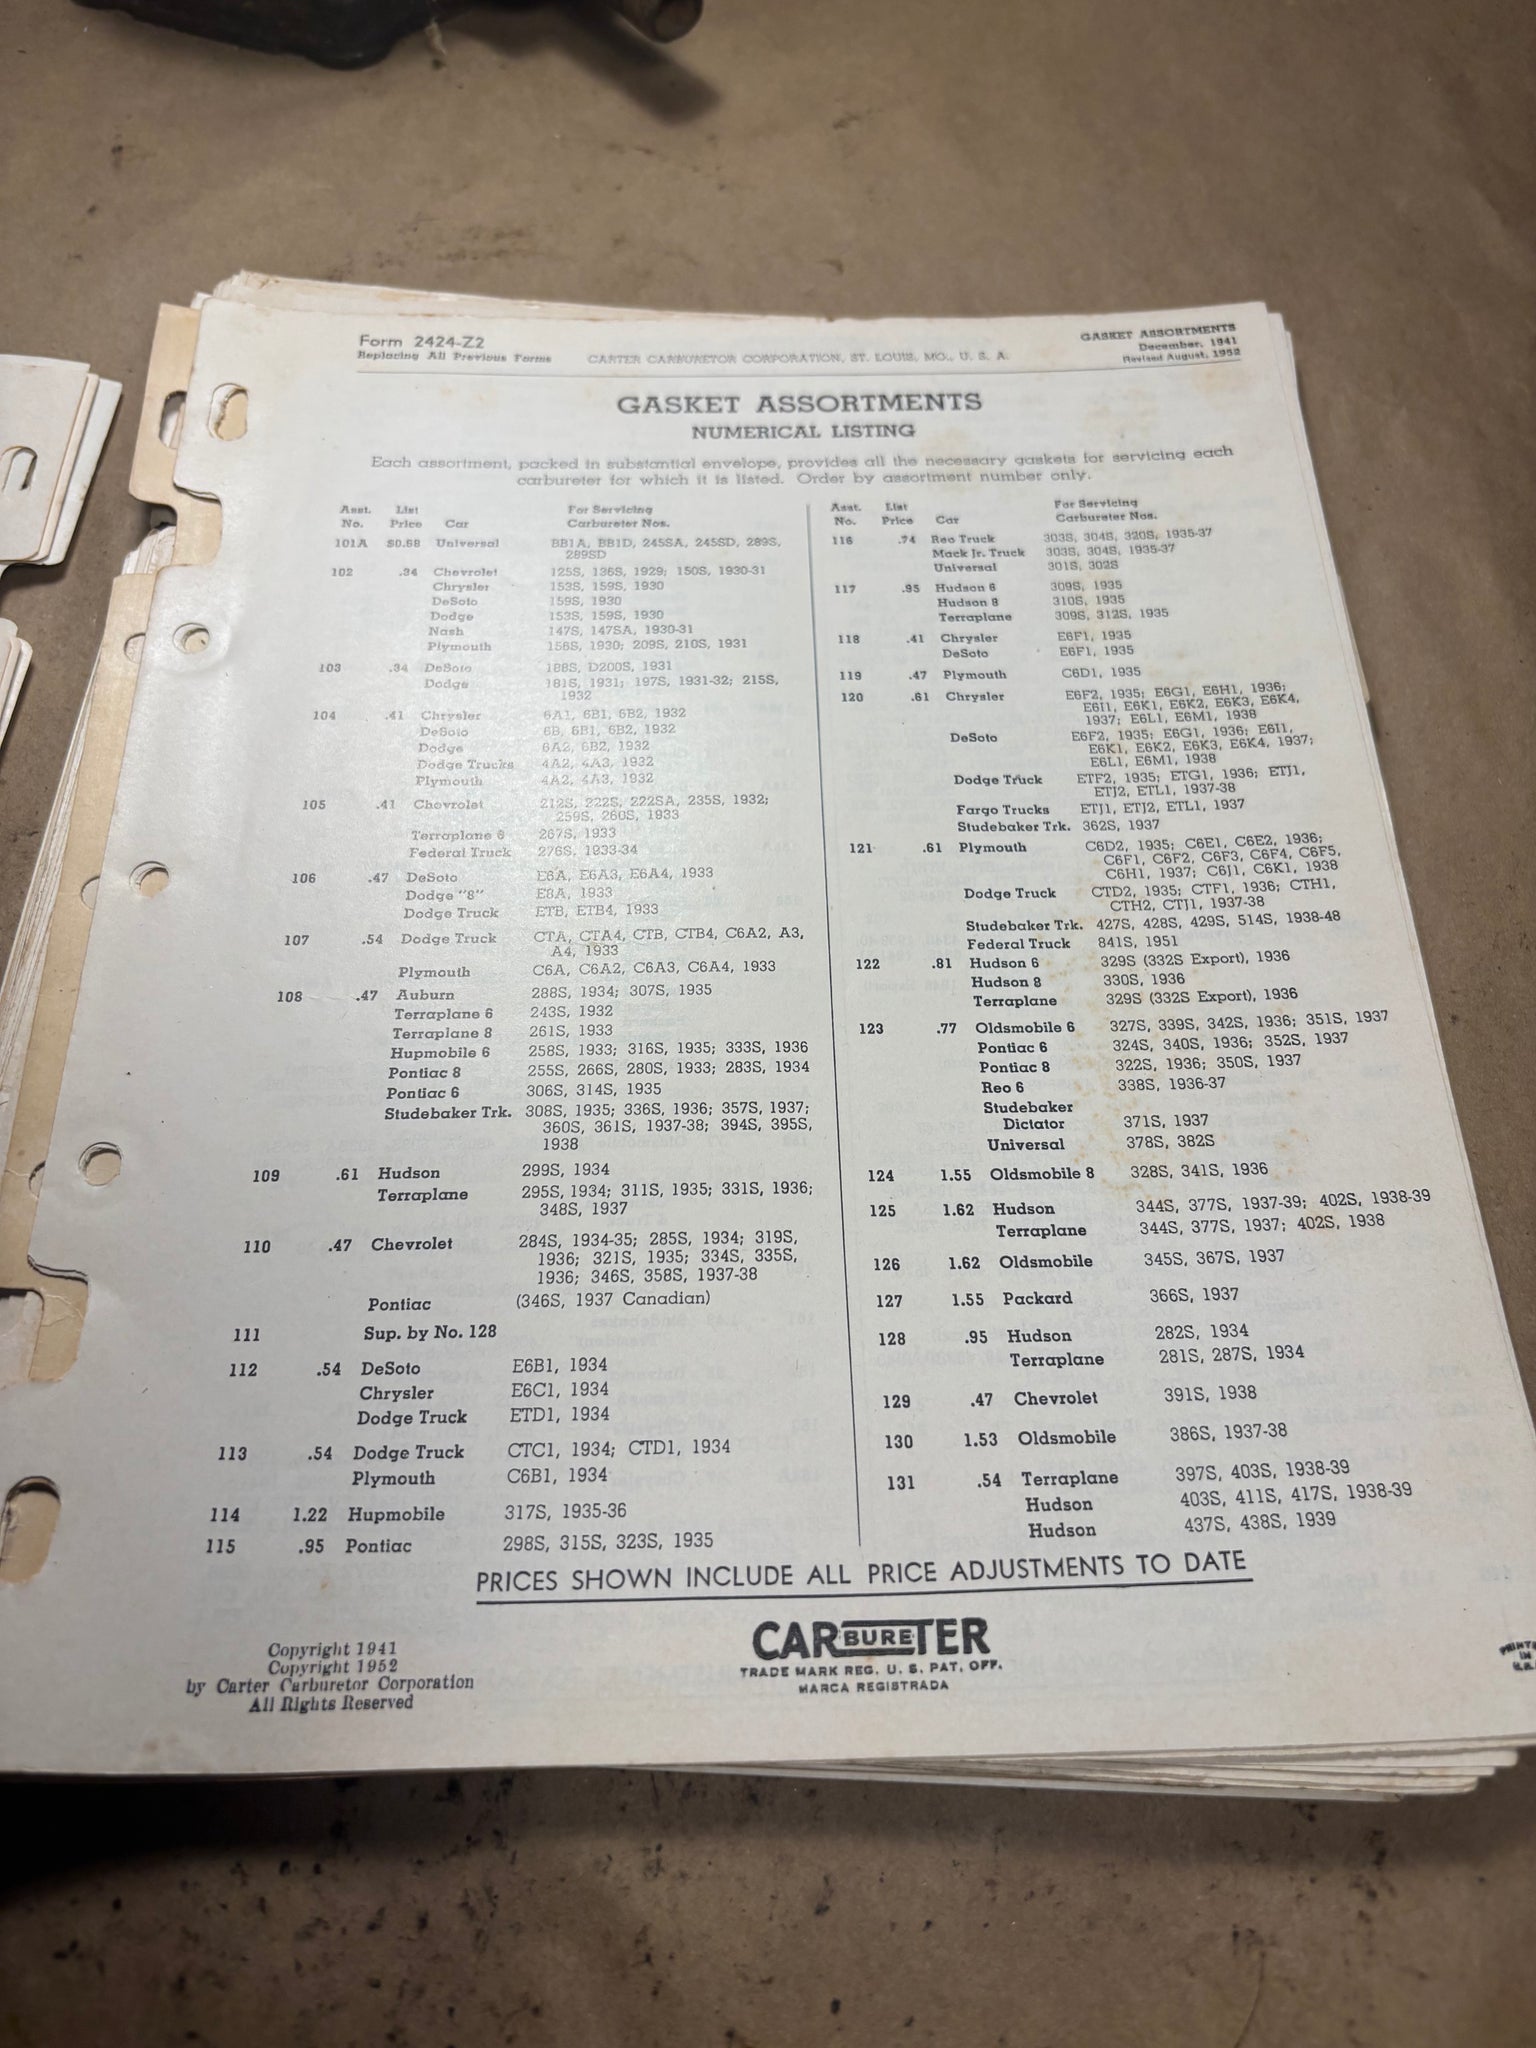 Form 2424-Z2
Replacing All Previous Forms
CARTER CARBURETOR CORPORATION, ST. LOUIS, MO., U. S. A.
GASKET ASSORTMENTS
December, 1941
Revised August, 1952
GASKET ASSORTMENTS
NUMERICAL LISTING
Each assortment, packed in substantial envelope, provides all the necessary gaskets for servicing each
carbureter for which it is listed. Order by assortment number only.
Asst. List For Servicing
No. Price Car Carbureter Nos.
101A $0.68 Universal BB1A, BB1D, 245SA, 245SD, 289S,
289SD
102 .34 Chevrolet 125S, 136S, 1929; 150S, 1930-31
Chrysler 153S, 159S, 1930
DeSoto 159S, 1930
Dodge 153S, 159S, 1930
Nash 147S, 147SA, 1930-31
Plymouth 156S, 1930; 209S, 210S, 1931
103 .34 DeSoto 188S, D200S, 1931
Dodge 181S, 1931; 197S, 1931-32; 215S,
1932
104 .41 Chrysler 6A1, 6B1, 6B2, 1932
DeSoto 6B, 6B1, 6B2, 1932
Dodge 6A2, 6B2, 1932
Dodge Trucks 4A2, 4A3, 1932
Plymouth 4A2, 4A3, 1932
105 .41 Chevrolet 212S, 222S, 222SA, 235S, 1932;
259S, 260S, 1933
Terraplane 6 267S, 1933
Federal Truck 276S, 1933-34
106 .47 DeSoto E6A, E6A3, E6A4, 1933
Dodge "8" E8A, 1933
Dodge Truck ETB, ETB4, 1933
107 .54 Dodge Truck CTA, CTA4, CTB, CTB4, C6A2, A3,
A4, 1933
Plymouth C6A, C6A2, C6A3, C6A4, 1933
108 .47 Auburn 288S, 1934; 307S, 1935
Terraplane 6 243S, 1932
Terraplane 8 261S, 1933
Hupmobile 6 258S, 1933; 316S, 1935; 333S, 1936
Pontiac 8 255S, 266S, 280S, 1933; 283S, 1934
Pontiac 6 306S, 314S, 1935
Studebaker Trk. 308S, 1935; 336S, 1936; 357S, 1937;
360S, 361S, 1937-38; 394S, 395S,
1938
109 .61 Hudson 299S, 1934
Terraplane 295S, 1934; 311S, 1935; 331S, 1936;
348S, 1937
110 .47 Chevrolet 284S, 1934-35; 285S, 1934; 319S,
1936; 321S, 1935; 334S, 335S,
1936; 346S, 358S, 1937-38
Pontiac (346S, 1937 Canadian)
111 Sup. by No. 128
112 .54 DeSoto E6B1, 1934
Chrysler E6C1, 1934
Dodge Truck ETD1, 1934
113 .54 Dodge Truck CTC1, 1934; CTD1, 1934
Plymouth C6B1, 1934
114 1.22 Hupmobile 317S, 1935-36
115 .95 Pontiac 298S, 315S, 323S, 1935
Asst. List For Servicing
No. Price Car Carbureter Nos.
116 .74 Reo Truck 303S, 304S, 320S, 1935-37
Mack Jr. Truck 303S, 304S, 1935-37
Universal 301S, 302S
117 .95 Hudson 6 309S, 1935
Hudson 8 310S, 1935
Terraplane 309S, 312S, 1935
118 .41 Chrysler E6F1, 1935
DeSoto E6F1, 1935
119 .47 Plymouth C6D1, 1935
120 .61 Chrysler E6F2, 1935; E6G1, E6H1, 1936;
E6I1, E6K1, E6K2, E6K3, E6K4,
1937; E6L1, E6M1, 1938
DeSoto E6F2, 1935; E6G1, 1936; E6I1,
E6K1, E6K2, E6K3, E6K4, 1937;
E6L1, E6M1, 1938
Dodge Truck ETF2, 1935; ETG1, 1936; ETJ1,
ETJ2, ETL1, 1937-38
Fargo Trucks ETJ1, ETJ2, ETL1, 1937
Studebaker Trk. 362S, 1937
121 .61 Plymouth C6D2, 1935; C6E1, C6E2, 1936;
C6F1, C6F2, C6F3, C6F4, C6F5,
C6H1, 1937; C6J1, C6K1, 1938
Dodge Truck CTD2, 1935; CTF1, 1936; CTH1,
CTH2, CTJ1, 1937-38
Studebaker Trk. 427S, 428S, 429S, 514S, 1938-48
Federal Truck 841S, 1951
122 .81 Hudson 6 329S (332S Export), 1936
Hudson 8 330S, 1936
Terraplane 329S (332S Export), 1936
123 .77 Oldsmobile 6 327S, 339S, 342S, 1936; 351S, 1937
Pontiac 6 324S, 340S, 1936; 352S, 1937
Pontiac 8 322S, 1936; 350S, 1937
Reo 6 338S, 1936-37
Studebaker
Dictator 371S, 1937
Universal 378S, 382S
124 1.55 Oldsmobile 8 328S, 341S, 1936
125 1.62 Hudson 344S, 377S, 1937-39; 402S, 1938-39
Terraplane 344S, 377S, 1937; 402S, 1938
126 1.62 Oldsmobile 345S, 367S, 1937
127 1.55 Packard 366S, 1937
128 .95 Hudson 282S, 1934
Terraplane 281S, 287S, 1934
129 .47 Chevrolet 391S, 1938
130 1.53 Oldsmobile 386S, 1937-38
131 .54 Terraplane 397S, 403S, 1938-39
Hudson 403S, 411S, 417S, 1938-39
Hudson 437S, 438S, 1939
PRICES SHOWN INCLUDE ALL PRICE ADJUSTMENTS TO DATE
Copyright 1941
Copyright 1952
by Carter Carburetor Corporation
All Rights Reserved
CARBURETER
TRADE MARK REG. U. S. PAT. OFF.
MARCA REGISTRADA
IN